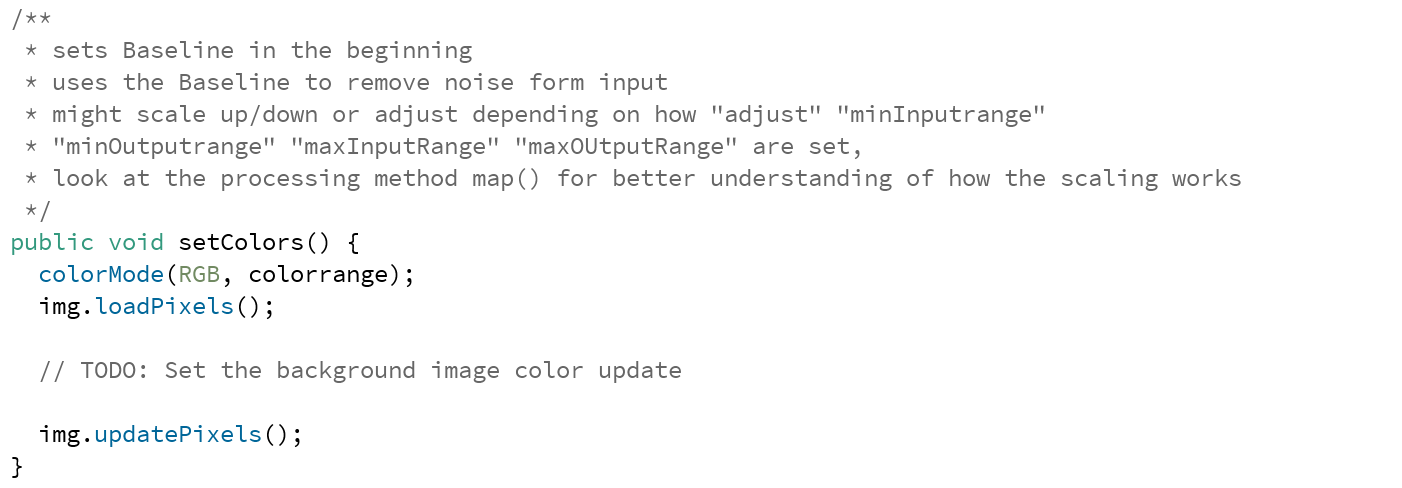 /**
 * sets Baseline in the beginning
 * uses the Baseline to remove noise form input
 * might scale up/down or adjust depending on how "adjust" "minInputrange"
 * "minOutputrange" "maxInputRange" "maxOUtputRange" are set,
 * look at the processing method map() for better understanding of how the scaling works
 */
public void setColors() {
  colorMode(RGB, colorrange);
  img.loadPixels();

  // TODO: Set the background image color update

  img.updatePixels();
}